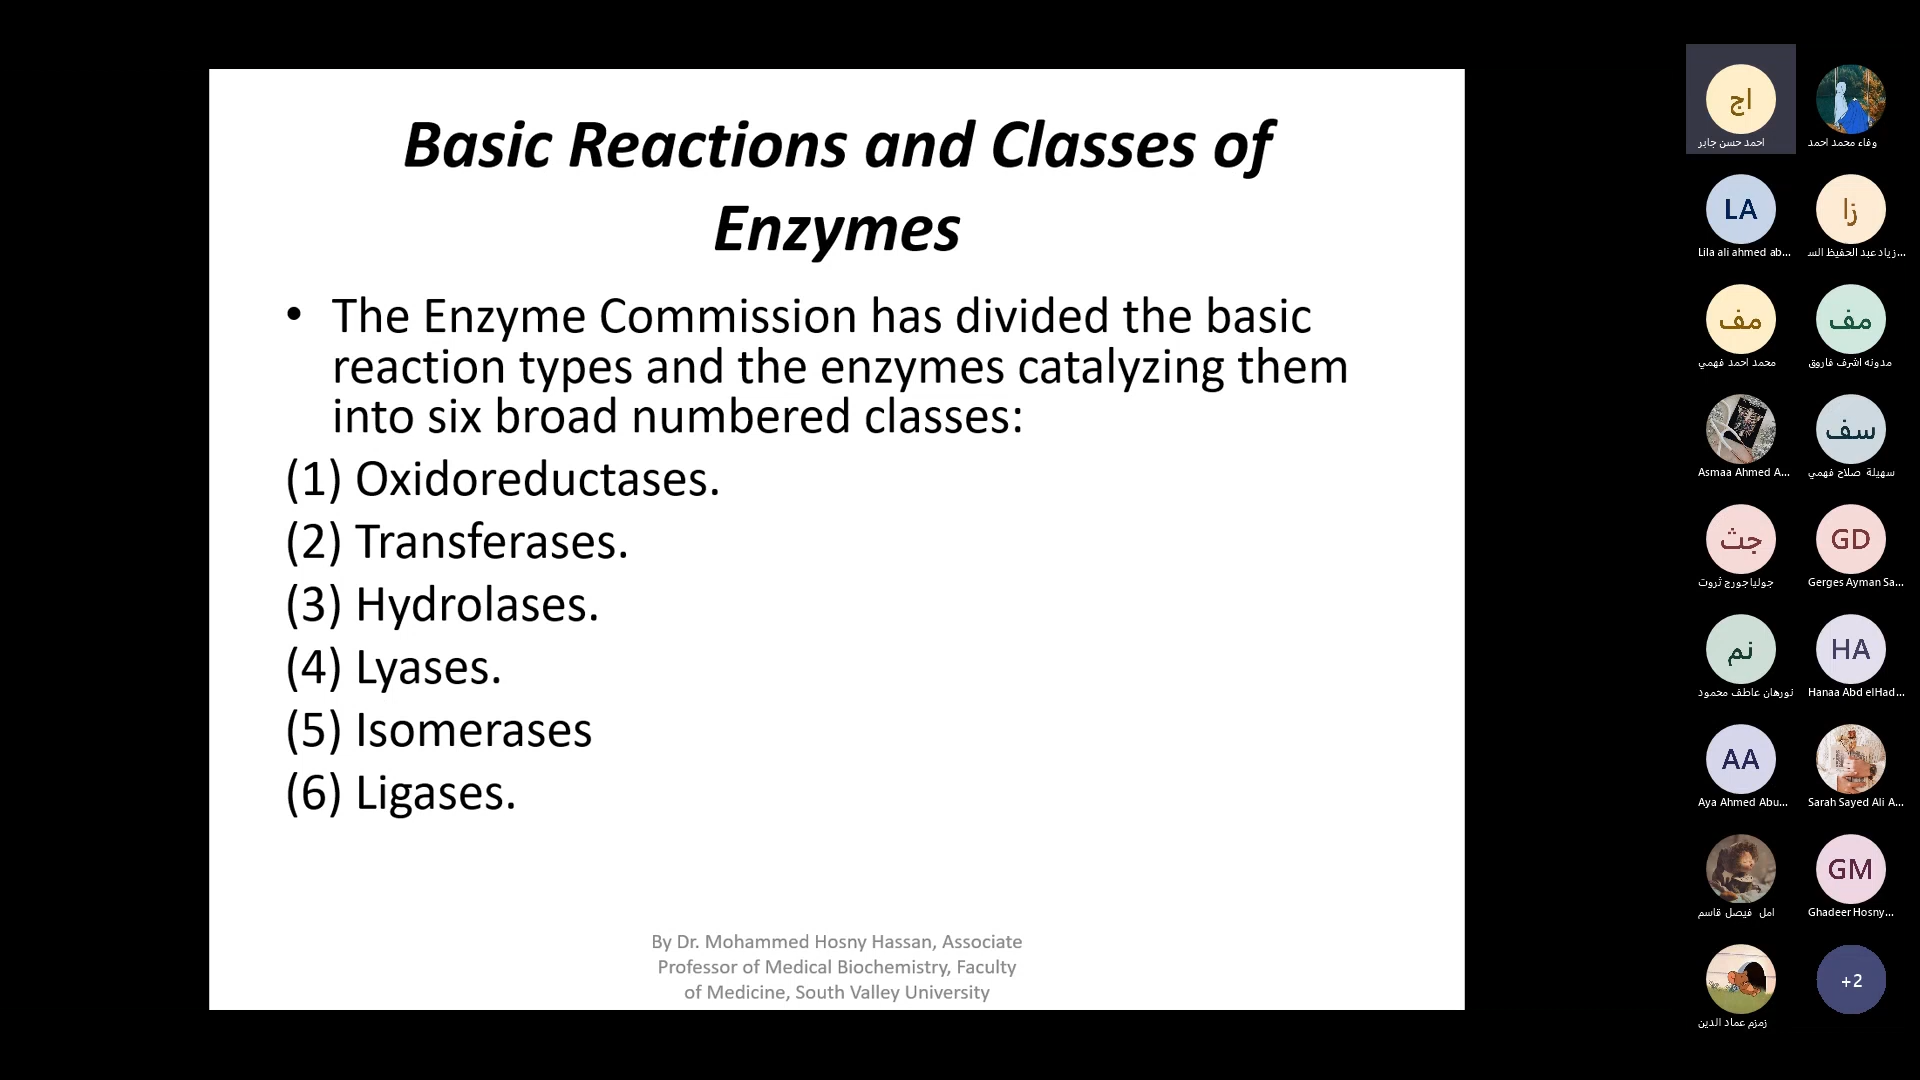 Basic Reactions and Classes of
Enzymes
• The Enzyme Commission has divided the basic
reaction types and the enzymes catalyzing them
into six broad numbered classes:
(1) Oxidoreductases.
(2) Transferases.
(3) Hydrolases.
(4) Lyases.
(5) Isomerases
(6) Ligases.
By Dr. Mohammed Hosny Hassan, Associate
Professor of Medical Biochemistry, Faculty
of Medicine, South Valley University
اج
احمد حسن جابر
وفاء محمد احمد
LA
Lila ali ahmed ab...
زا
زياد عبد الحفيظ الس...
مف
محمد احمد فهمي
مف
مدونه اشرف فاروق
Asmaa Ahmed A...
سف
سهيلة صلاح فهمي
جث
جوليا جورج ثروت
GD
Gerges Ayman Sa...
نم
نورهان عاطف محمود
HA
Hanaa Abd elHad...
AA
Aya Ahmed Abu...
Sarah Sayed Ali A...
امل فيصل قاسم
GM
Ghadeer Hosny...
زمزم عماد الدين
+2